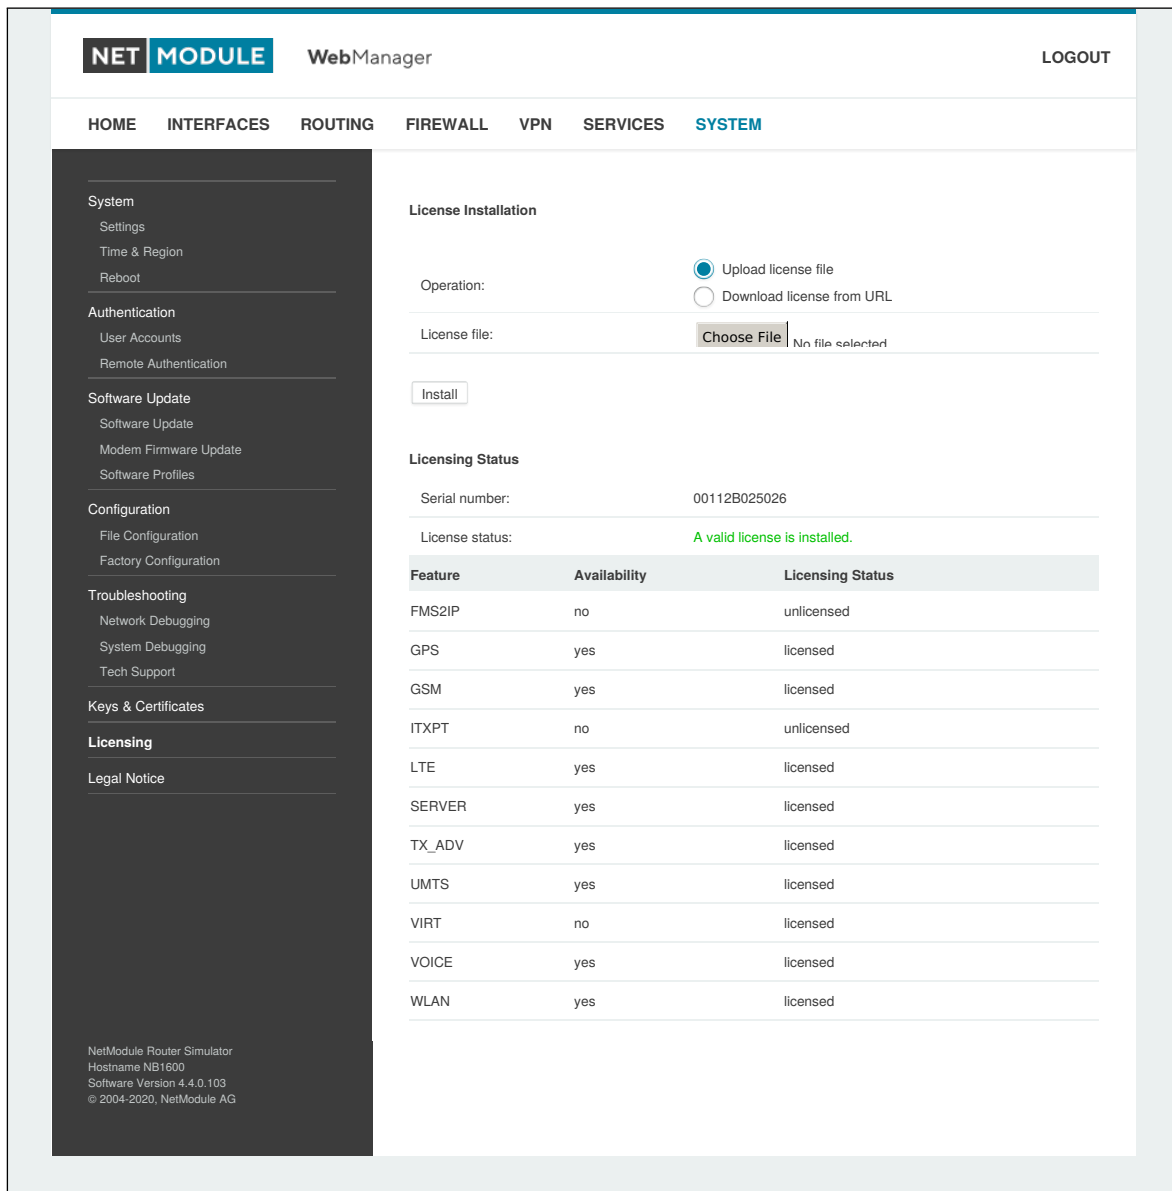 NET MODULE WebManager LOGOUT
HOME INTERFACES ROUTING FIREWALL VPN SERVICES SYSTEM
System
Settings
Time & Region
Reboot
Authentication
User Accounts
Remote Authentication
Software Update
Software Update
Modem Firmware Update
Software Profiles
Configuration
File Configuration
Factory Configuration
Troubleshooting
Network Debugging
System Debugging
Tech Support
Keys & Certificates
Licensing
Legal Notice
NetModule Router Simulator
Hostname NB1600
Software Version 4.4.0.103
© 2004-2020, NetModule AG
License Installation
Operation:
Upload license file
Download license from URL
License file: Choose File No file selected
Install
Licensing Status
Serial number: 00112B025026
License status: A valid license is installed.
Feature Availability Licensing Status
FMS2IP no unlicensed
GPS yes licensed
GSM yes licensed
ITXPT no unlicensed
LTE yes licensed
SERVER yes licensed
TX_ADV yes licensed
UMTS yes licensed
VIRT no licensed
VOICE yes licensed
WLAN yes licensed